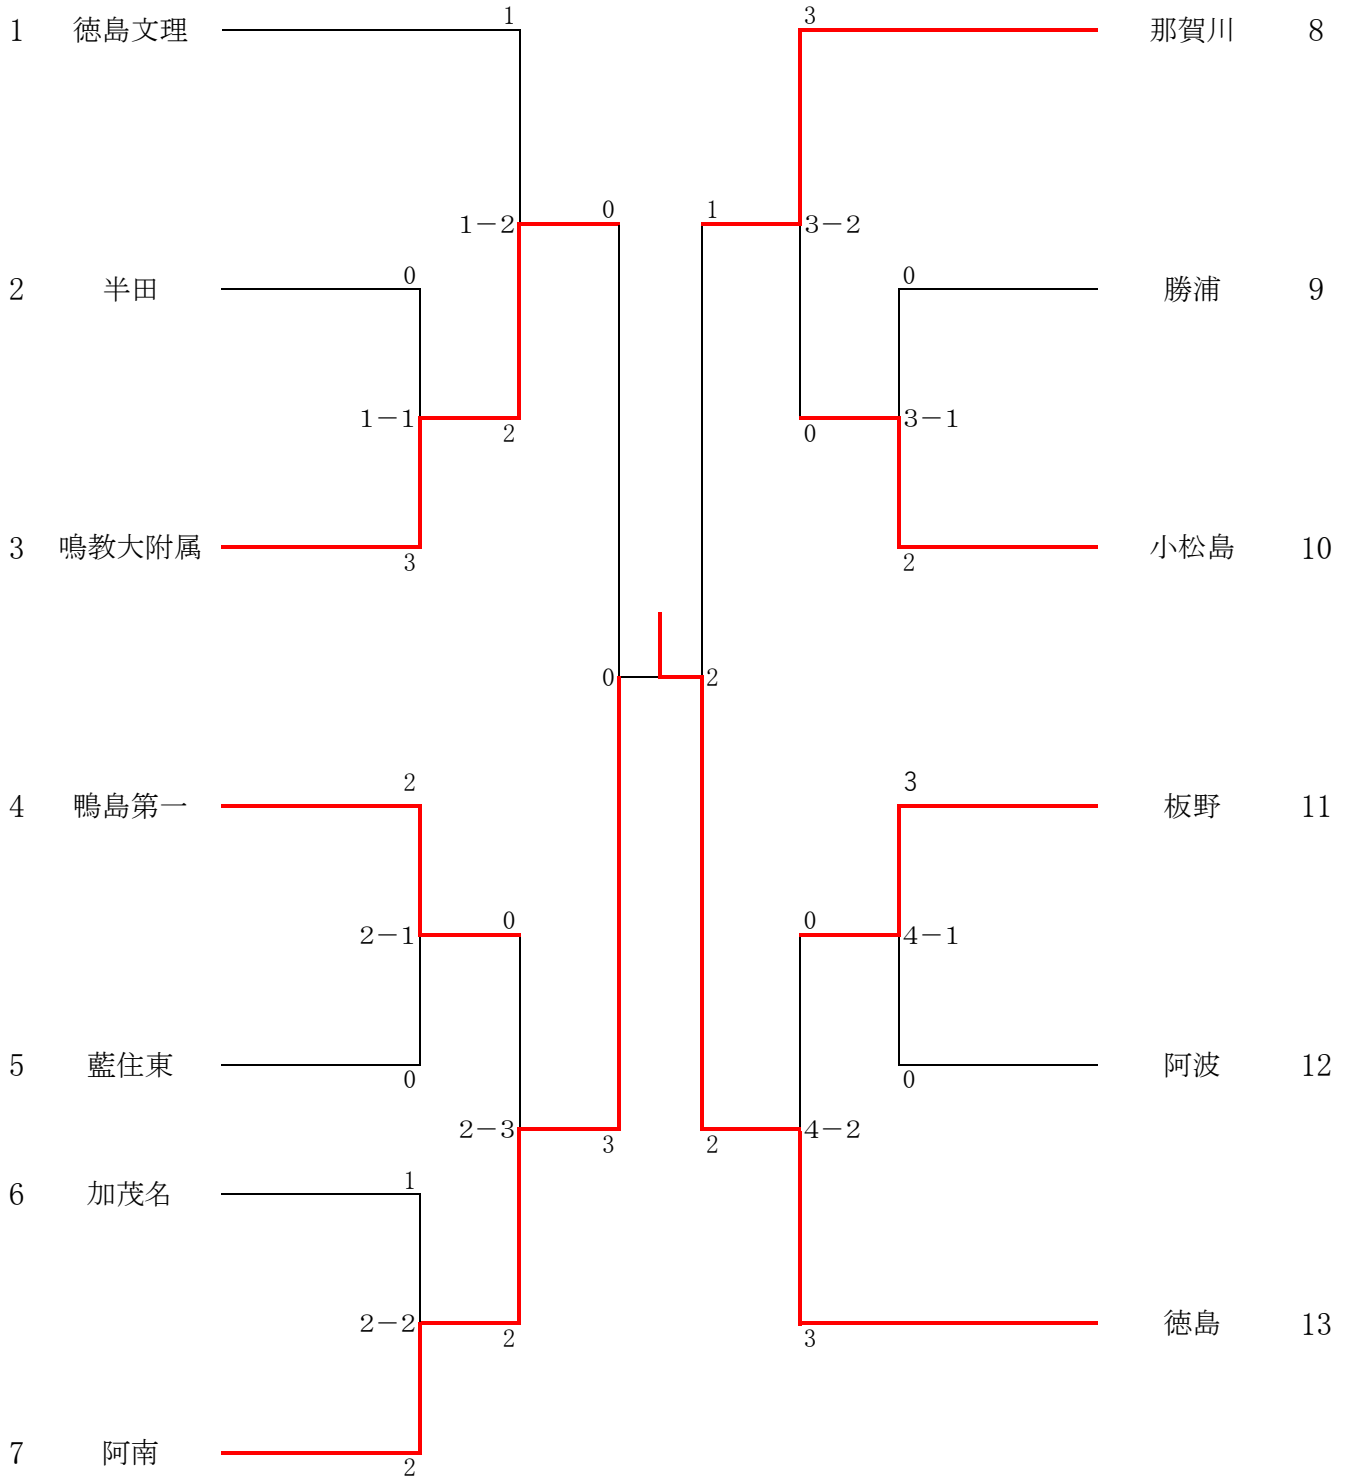 1 徳島文理 1 3 那賀川 8
1－2 0 1 3－2
2 半田 0 0 勝浦 9
1－1 2 0 3－1
3 鳴教大附属 3 2 小松島 10
0 2
4 鴨島第一 2 3 板野 11
2－1 0 0 4－1
5 藍住東 0 0 阿波 12
2－3 3 2 4－2
6 加茂名 1
2－2 2 3 徳島 13
7 阿南 2